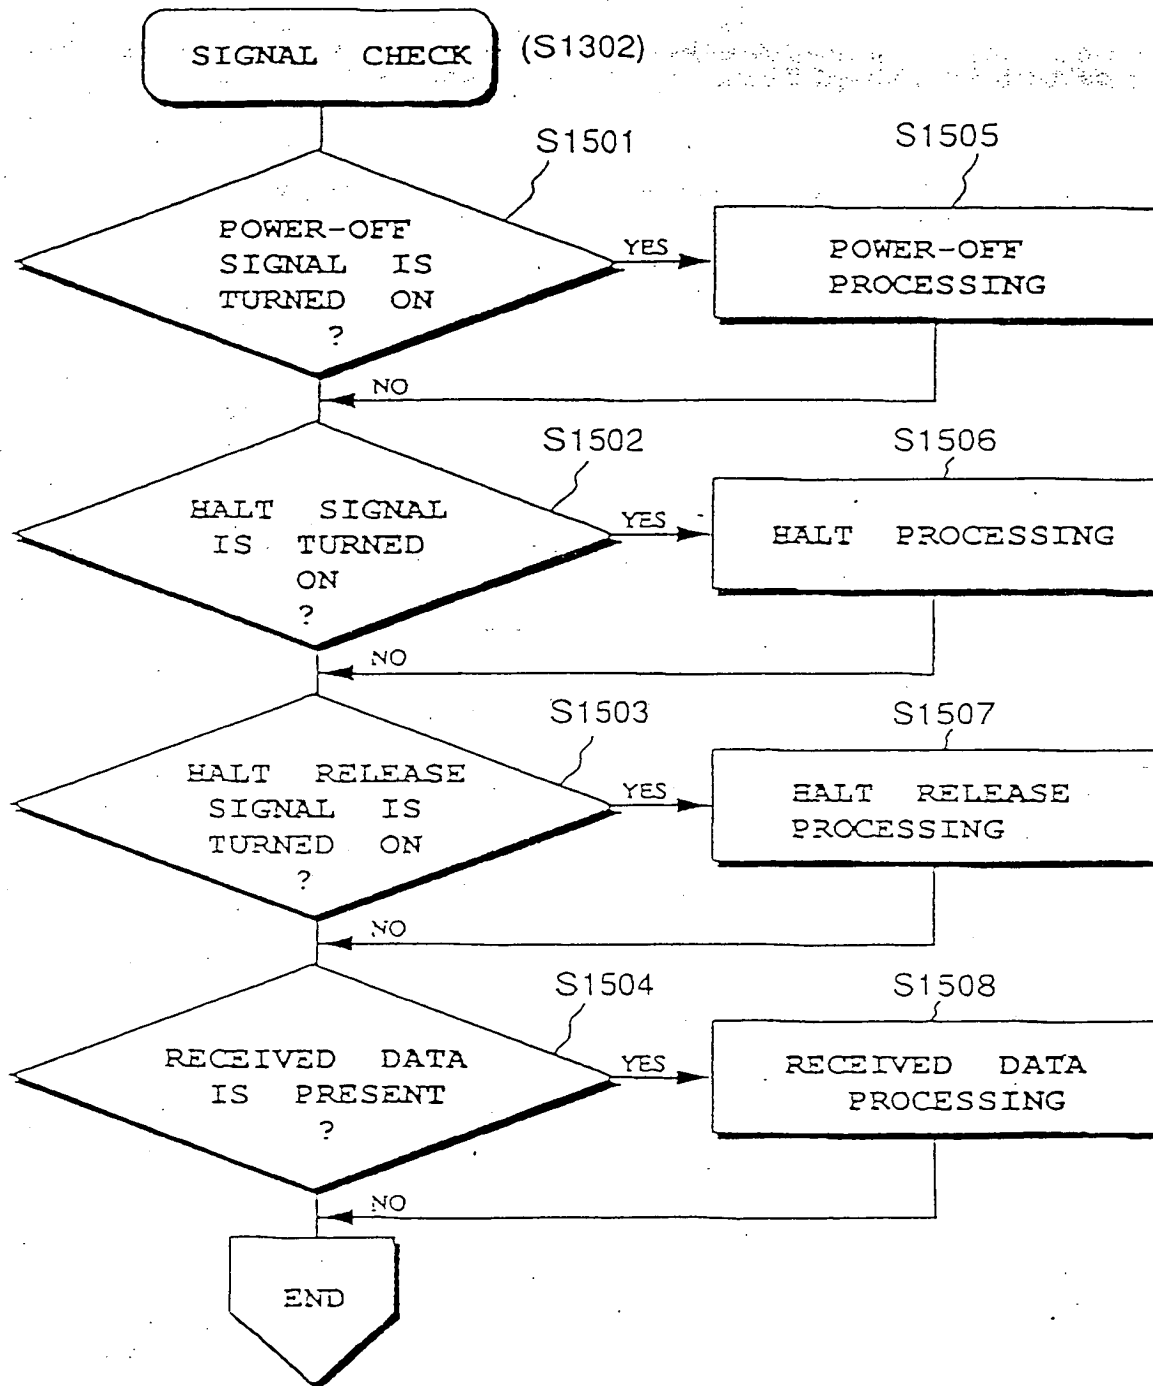 SIGNAL CHECK (S1302)
S1501
POWER-OFF
SIGNAL IS
TURNED ON
?
YES
S1505
POWER-OFF
PROCESSING
NO
S1502
HALT SIGNAL
IS TURNED
ON
?
YES
S1506
HALT PROCESSING
NO
S1503
HALT RELEASE
SIGNAL IS
TURNED ON
?
YES
S1507
HALT RELEASE
PROCESSING
NO
S1504
RECEIVED DATA
IS PRESENT
?
YES
S1508
RECEIVED DATA
PROCESSING
NO
END